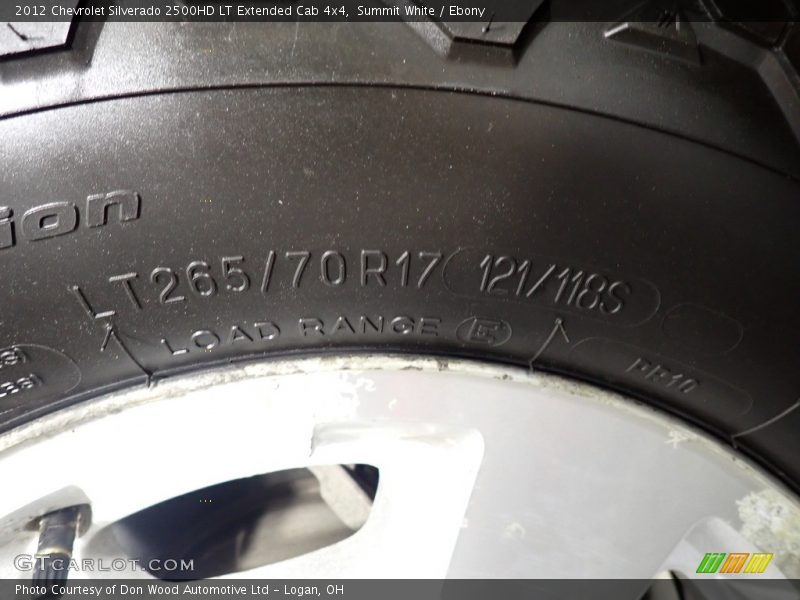 2012 Chevrolet Silverado 2500HD LT Extended Cab 4x4, Summit White / Ebony
ion
LT265/70R17 121/118S
LOAD RANGE E
PR10
GTCARLOT.COM
Photo Courtesy of Don Wood Automotive Ltd - Logan, OH